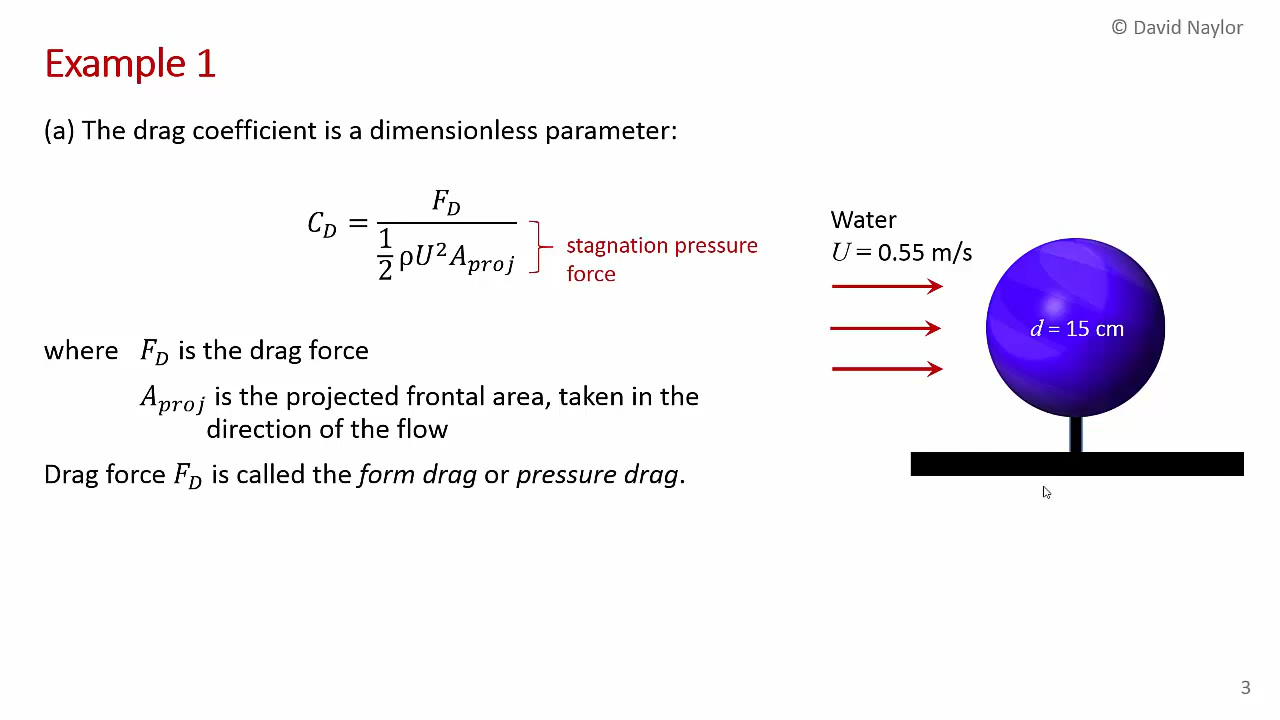 © David Naylor
Example 1
(a) The drag coefficient is a dimensionless parameter:
C_D = F_D / (1/2 ρU²A_proj)
stagnation pressure
force
Water
U = 0.55 m/s
d = 15 cm
where F_D is the drag force
A_proj is the projected frontal area, taken in the
direction of the flow
Drag force F_D is called the form drag or pressure drag.
3